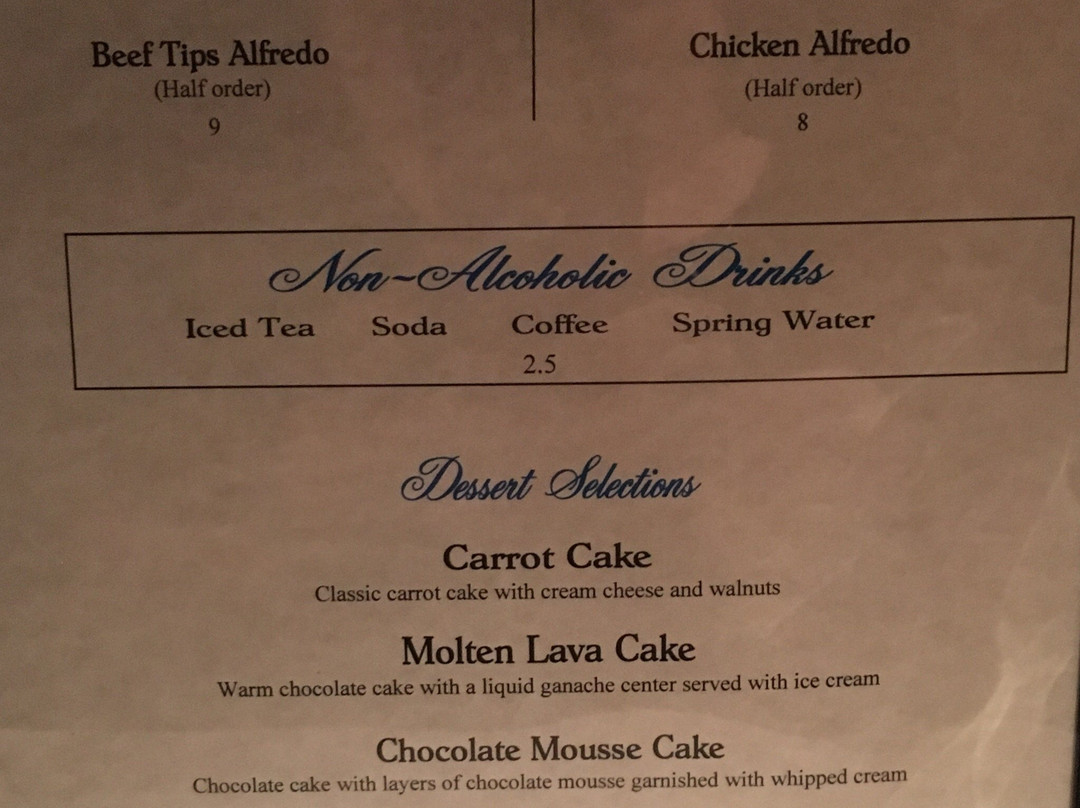 Beef Tips Alfredo
(Half order)
9
Chicken Alfredo
(Half order)
8
Non~Alcoholic Drinks
Iced Tea Soda Coffee Spring Water
2.5
Dessert Selections
Carrot Cake
Classic carrot cake with cream cheese and walnuts
Molten Lava Cake
Warm chocolate cake with a liquid ganache center served with ice cream
Chocolate Mousse Cake
Chocolate cake with layers of chocolate mousse garnished with whipped cream